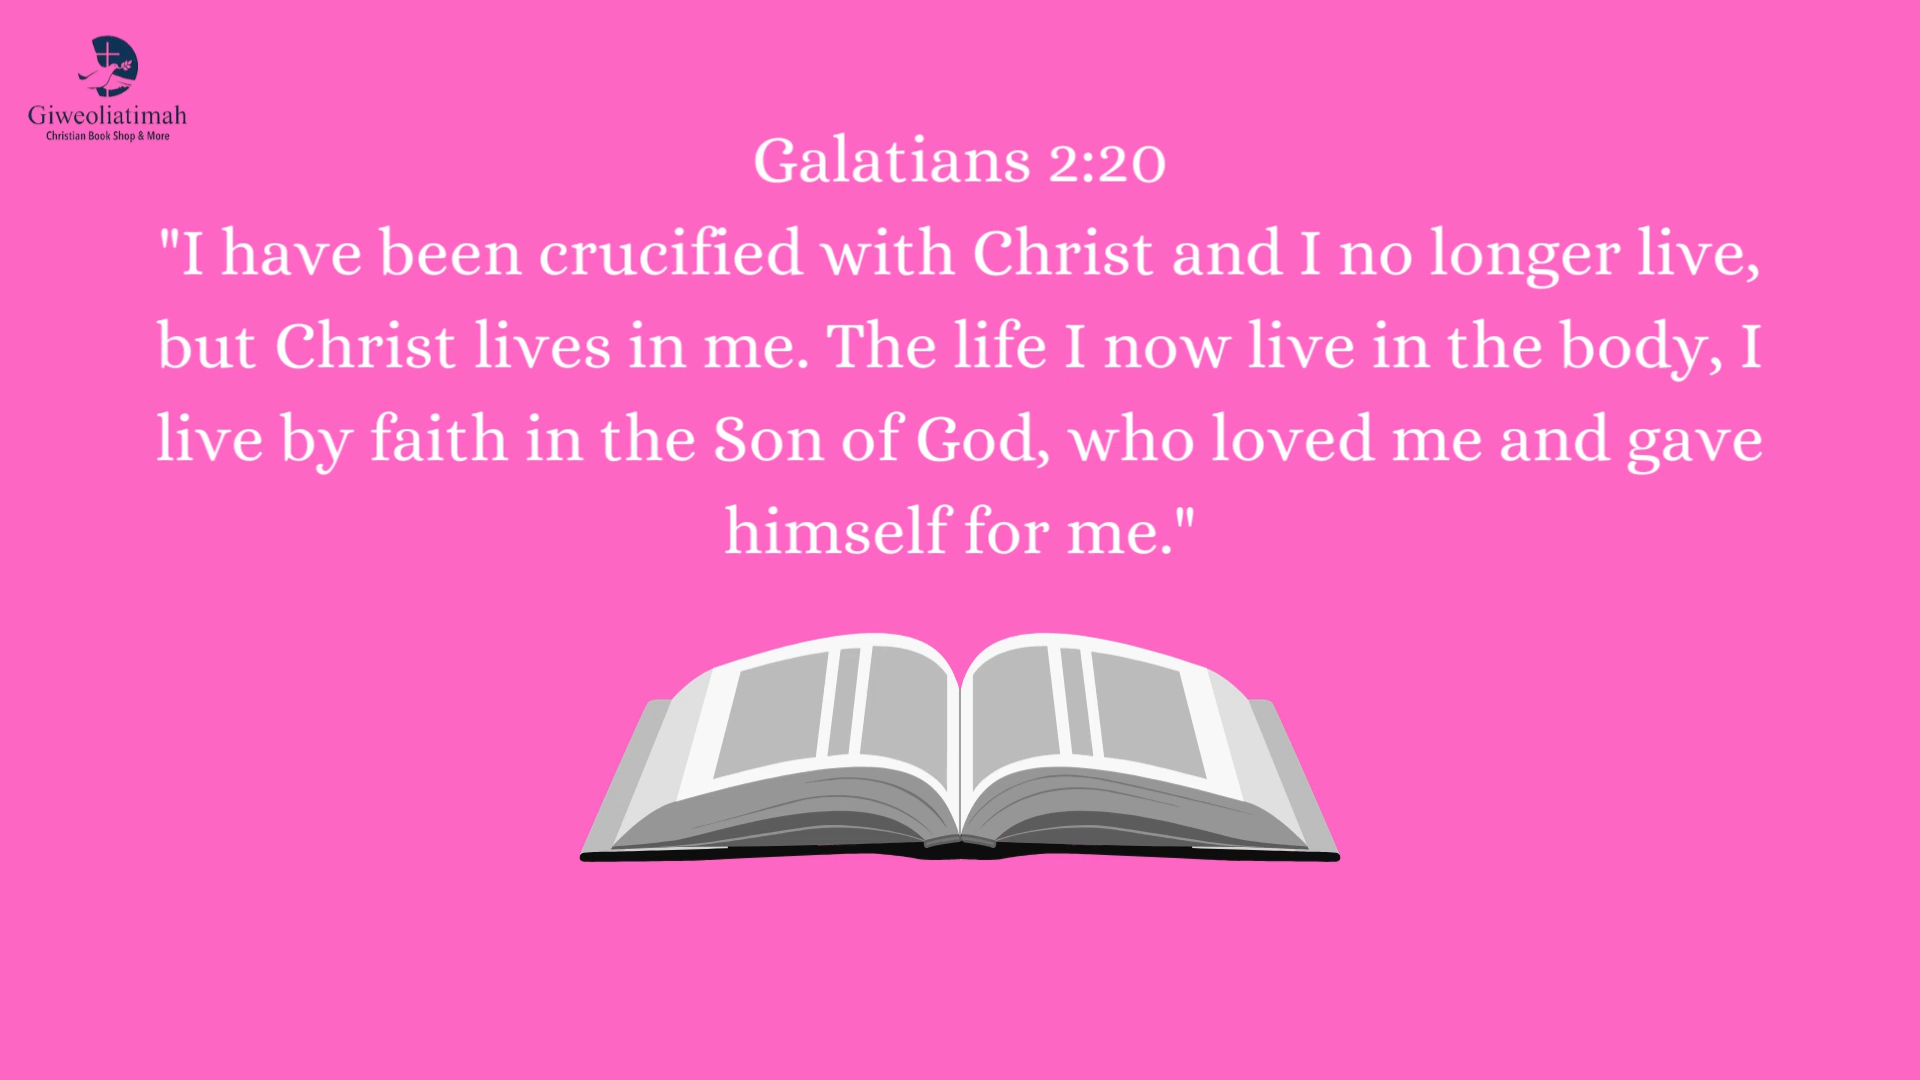 Giweoliatimah
Christian Book Shop & More
Galatians 2:20
"I have been crucified with Christ and I no longer live,
but Christ lives in me. The life I now live in the body, I
live by faith in the Son of God, who loved me and gave
himself for me."